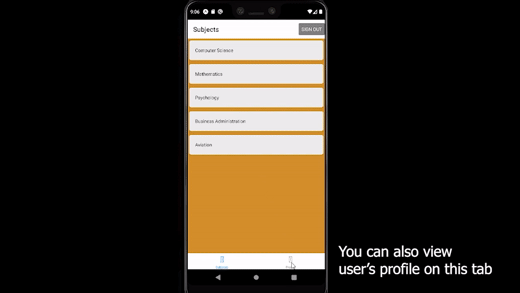 9:06
Subjects
SIGN OUT
Computer Science
Mathematics
Psychology
Business Administration
Aviation
You can also view
user's profile on this tab